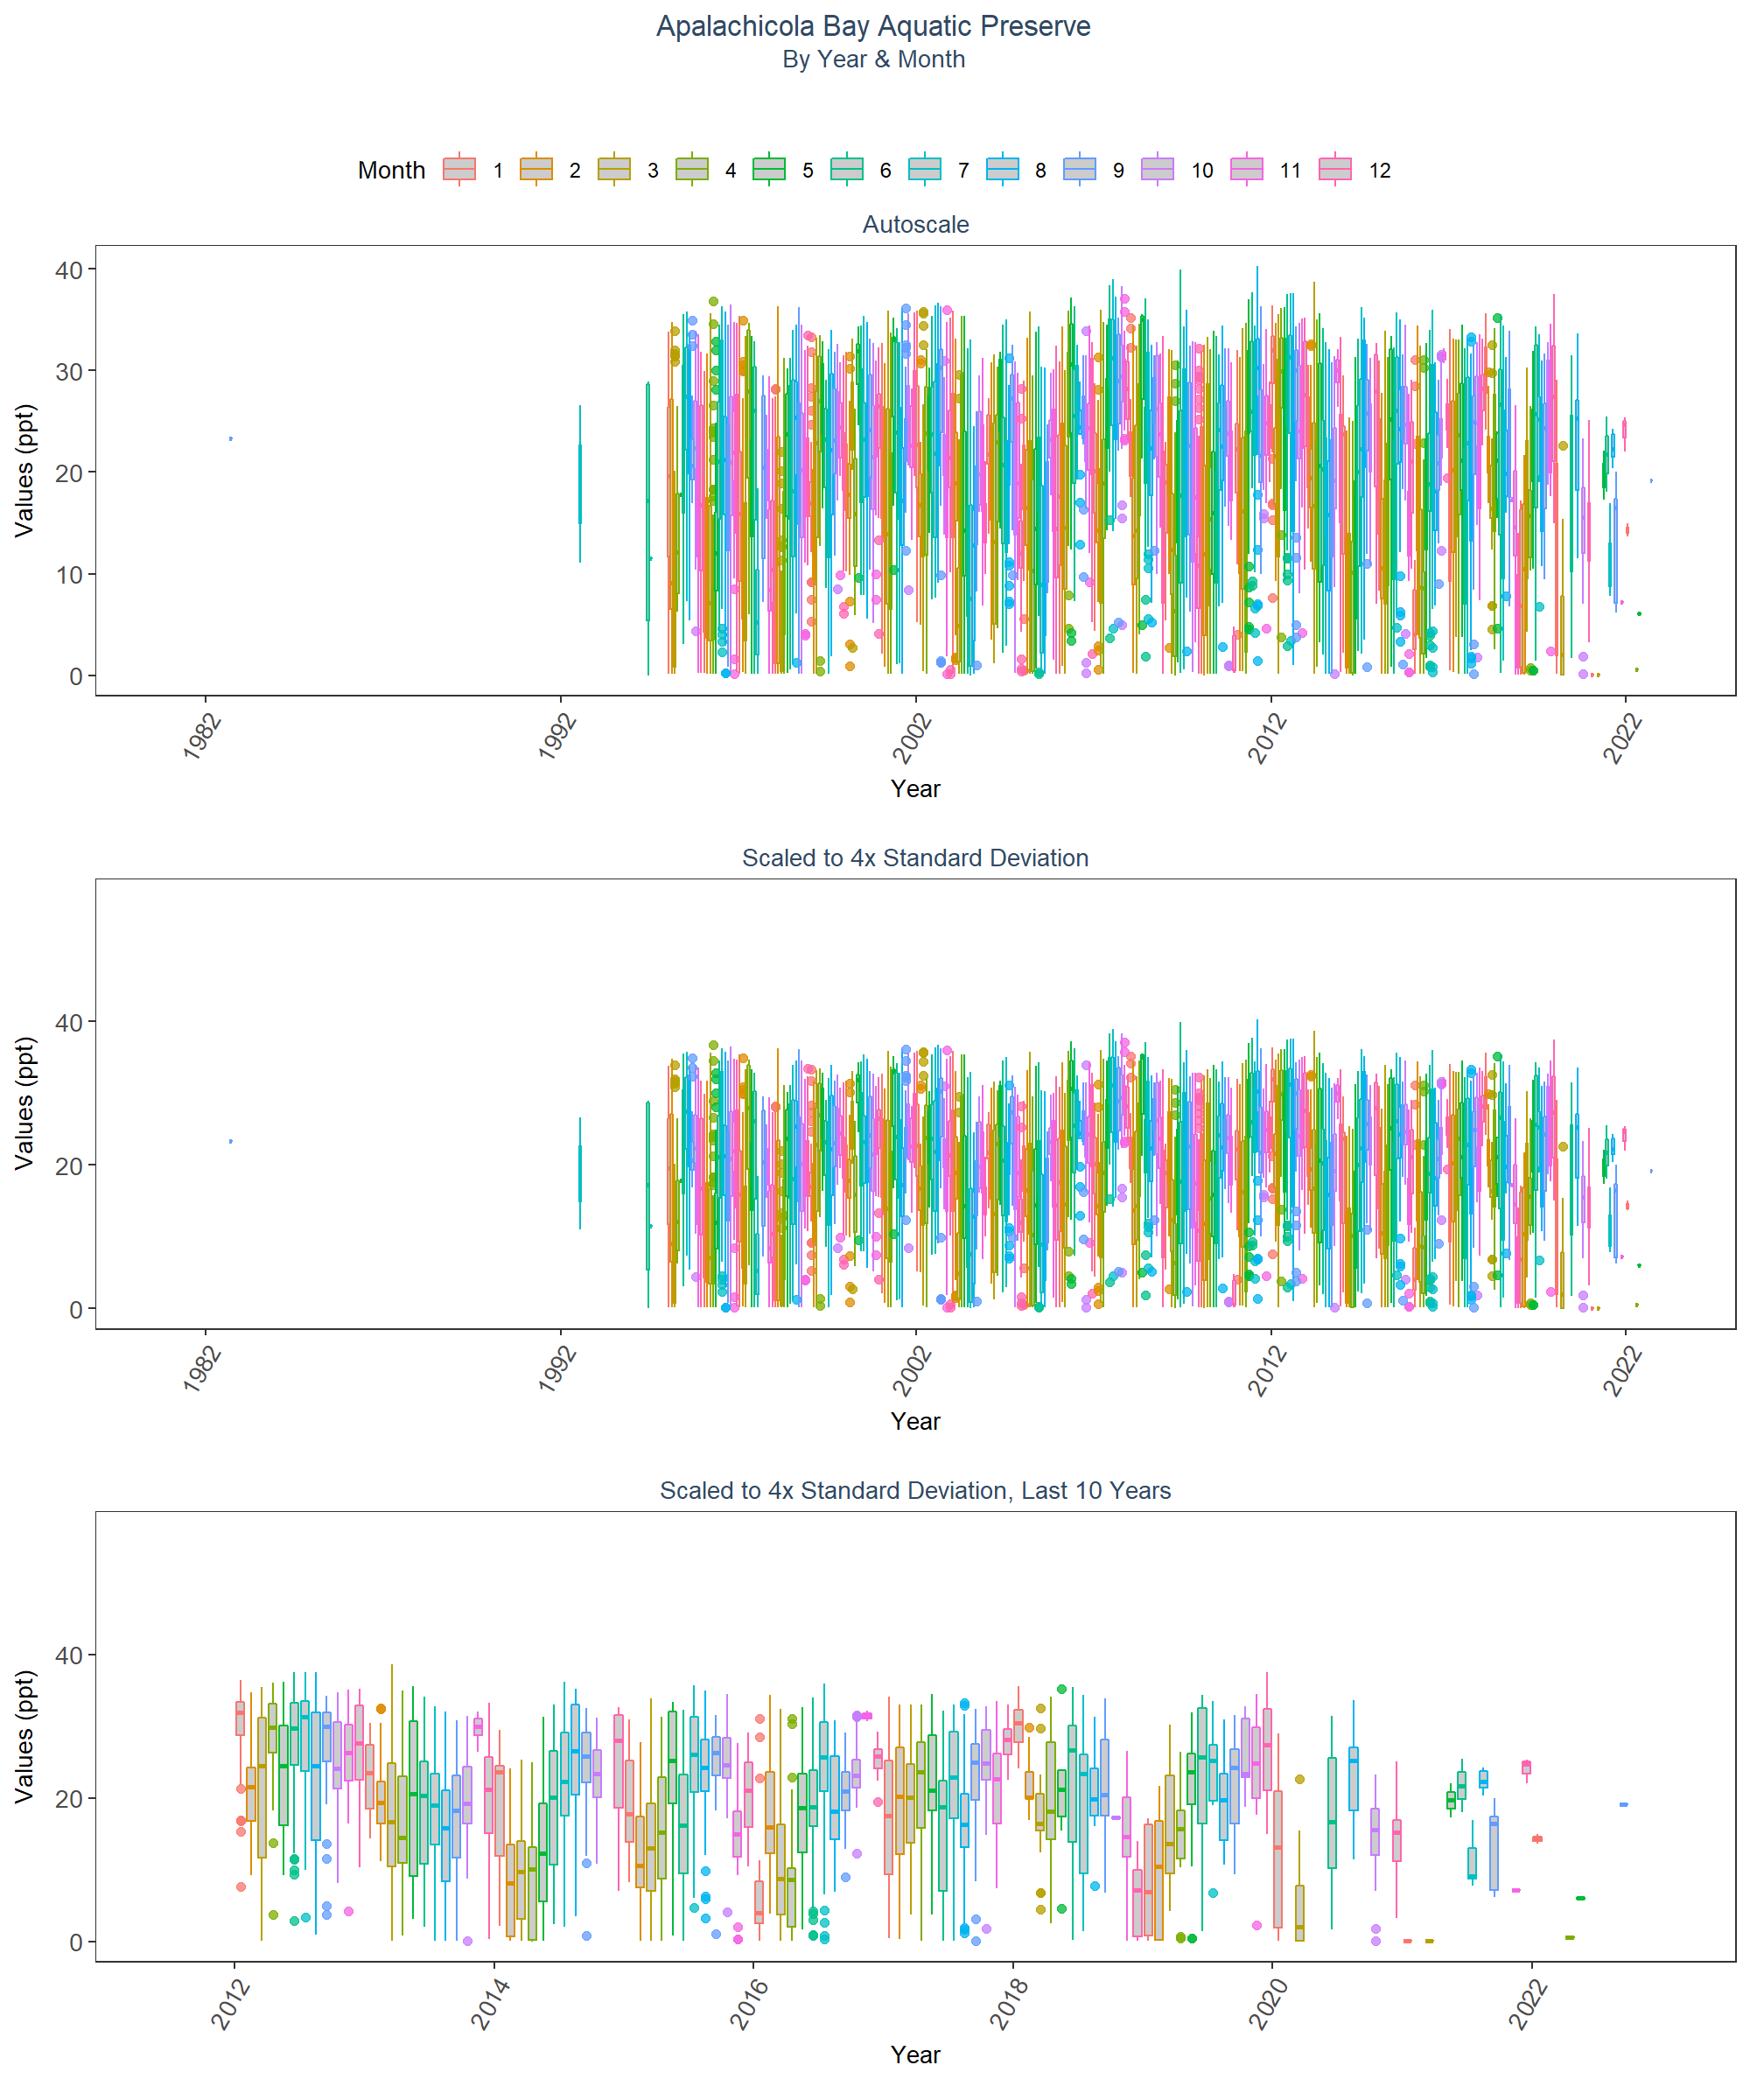 Apalachicola Bay Aquatic Preserve
By Year & Month
Month 1 2 3 4 5 6 7 8 9 10 11 12
Autoscale
Values (ppt)
40
30
20
10
0
1982 1992 2002 2012 2022
Year
Scaled to 4x Standard Deviation
Values (ppt)
40
20
0
1982 1992 2002 2012 2022
Year
Scaled to 4x Standard Deviation, Last 10 Years
Values (ppt)
40
20
0
2012 2014 2016 2018 2020 2022
Year